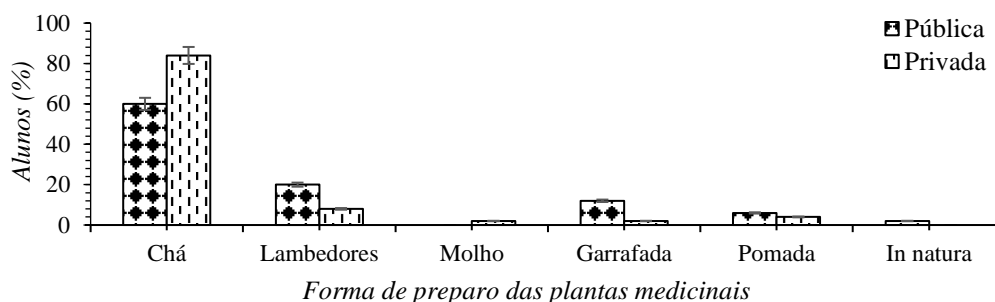 100
80
60
40
20
0
Alunos (%)
Pública
Privada
Chá Lambedores Molho Garrafada Pomada In natura
Forma de preparo das plantas medicinais